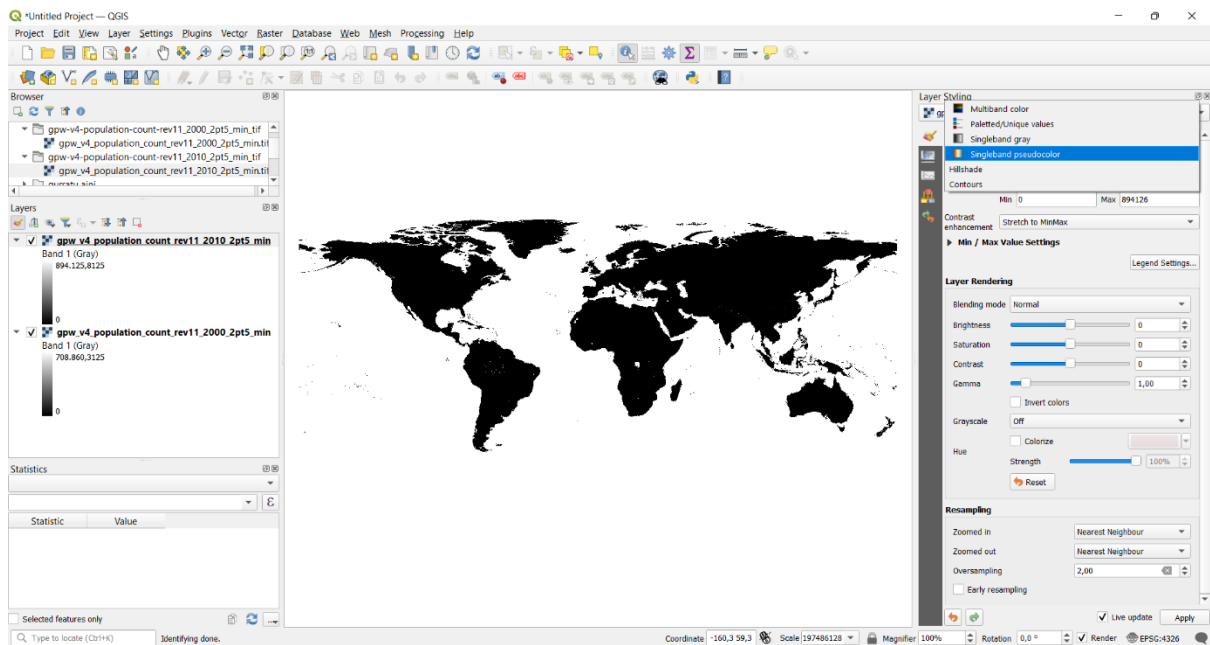 *Untitled Project — QGIS
Project Edit View Layer Settings Plugins Vector Raster Database Web Mesh Processing Help
Browser
gpw-v4-population-count-rev11_2000_2pt5_min_tif
gpw_v4_population_count_rev11_2000_2pt5_min.tif
gpw-v4-population-count-rev11_2010_2pt5_min_tif
gpw_v4_population_count_rev11_2010_2pt5_min.tif
Layers
gpw_v4_population_count_rev11_2010_2pt5_min
Band 1 (Gray)
894.125,8125
0
gpw_v4_population_count_rev11_2000_2pt5_min
Band 1 (Gray)
708.860,3125
0
Statistics
Statistic Value
Selected features only
Layer Styling
Multiband color
Paletted/Unique values
Singleband gray
Singleband pseudocolor
Hillshade
Contours
Min 0 Max 894126
Contrast enhancement Stretch to MinMax
Min / Max Value Settings
Legend Settings...
Layer Rendering
Blending mode Normal
Brightness 0
Saturation 0
Contrast 0
Gamma 1,00
Invert colors
Grayscale Off
Hue Colorize
Strength 100%
Reset
Resampling
Zoomed in Nearest Neighbour
Zoomed out Nearest Neighbour
Oversampling 2,00
Early resampling
Live update Apply
Type to locate (Ctrl+K) Identifying done. Coordinate -160,3 59,3 Scale 197486128 Magnifier 100% Rotation 0,0 ° Render EPSG:4326